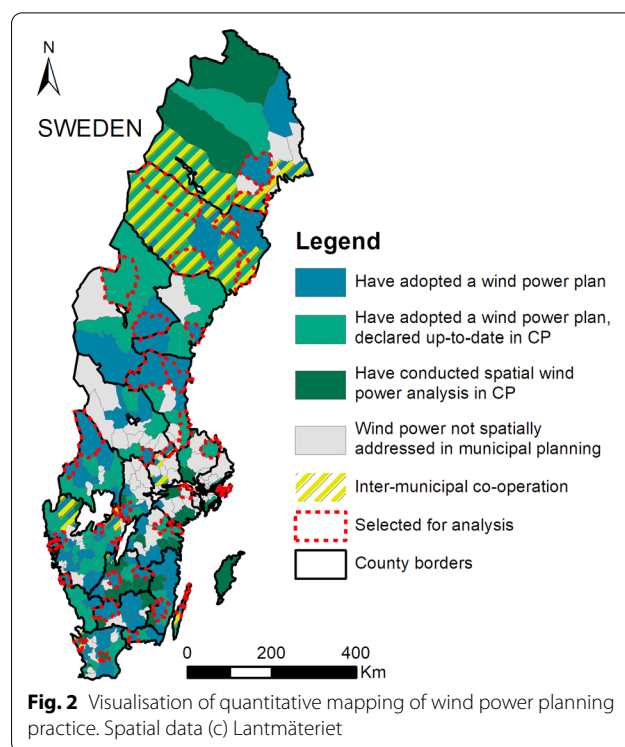 N
SWEDEN
Legend
Have adopted a wind power plan
Have adopted a wind power plan,
declared up-to-date in CP
Have conducted spatial wind
power analysis in CP
Wind power not spatially
addressed in municipal planning
Inter-municipal co-operation
Selected for analysis
County borders
0 200 400
Km
Fig. 2 Visualisation of quantitative mapping of wind power planning
practice. Spatial data (c) Lantmäteriet